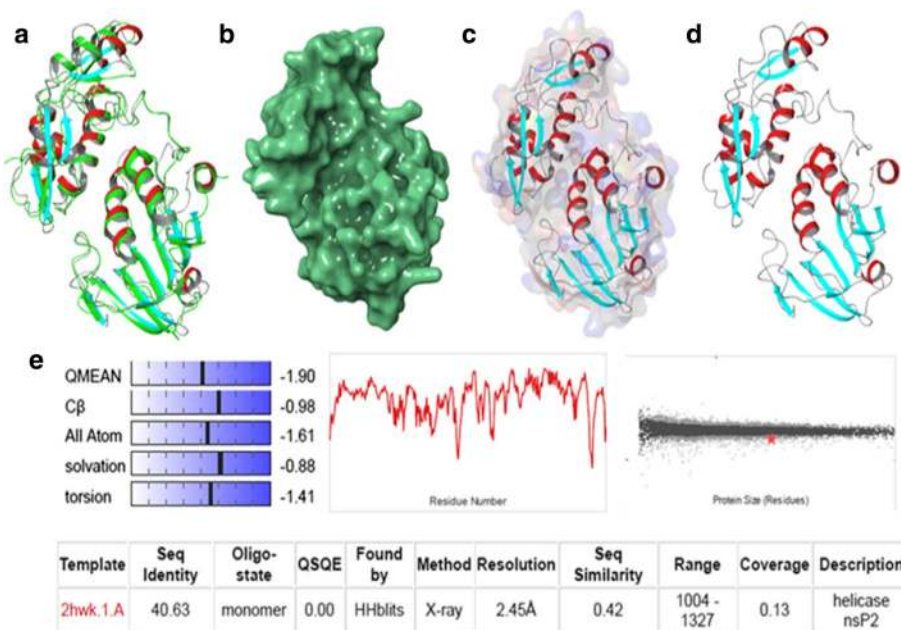 a b c d
e
QMEAN -1.90
Cβ -0.98
All Atom -1.61
solvation -0.88
torsion -1.41
Residue Number
Protein Size (Residues)
Template Seq Identity Oligo-state QSQE Found by Method Resolution Seq Similarity Range Coverage Description
2hwk.1.A 40.63 monomer 0.00 HHblits X-ray 2.45Å 0.42 1004 - 1327 0.13 helicase nsP2